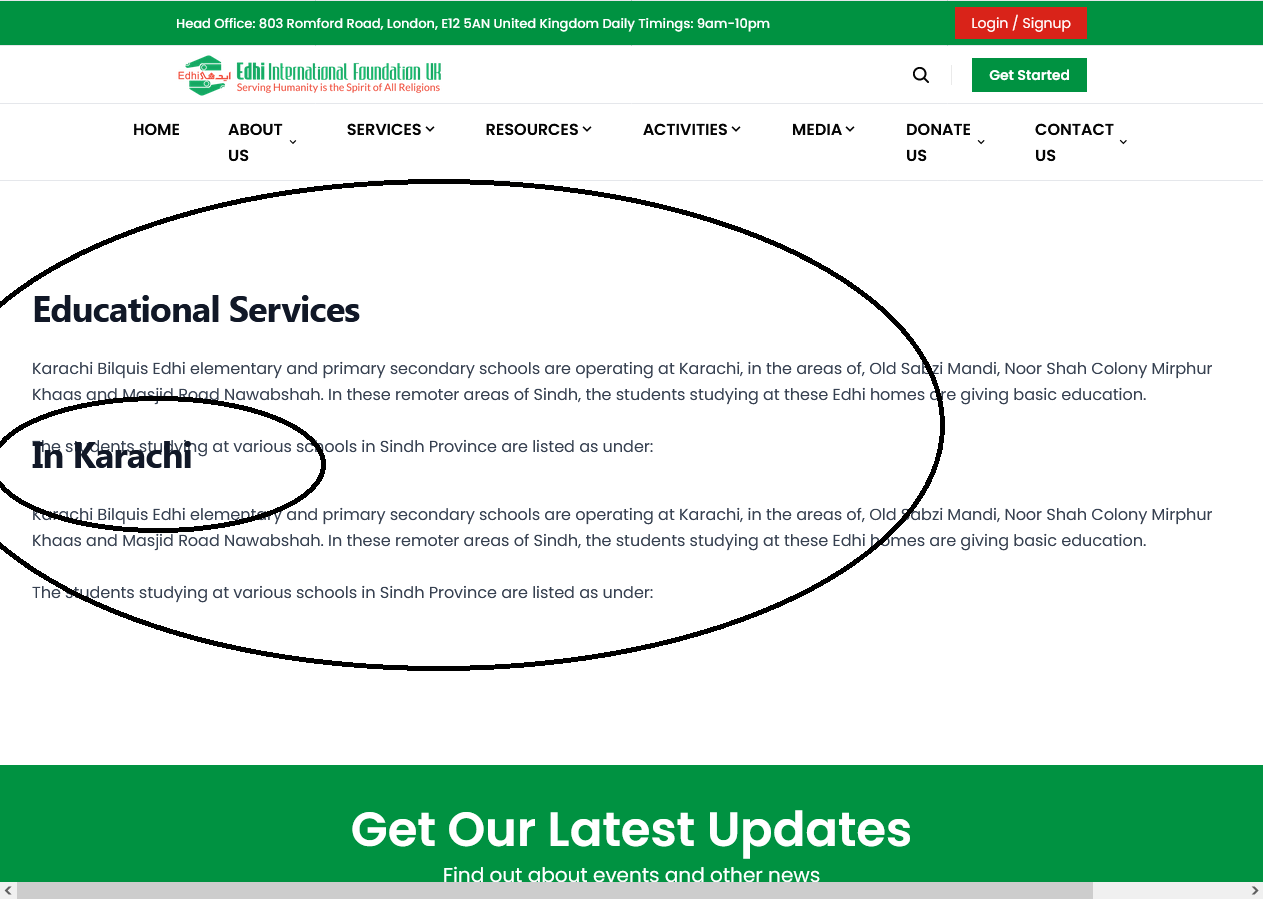 Head Office: 803 Romford Road, London, E12 5AN United Kingdom Daily Timings: 9am-10pm
Login / Signup
Edhi ایدھی
Edhi International Foundation UK
Serving Humanity is the Spirit of All Religions
Get Started
HOME
ABOUT US
SERVICES
RESOURCES
ACTIVITIES
MEDIA
DONATE US
CONTACT US
Educational Services
Karachi Bilquis Edhi elementary and primary secondary schools are operating at Karachi, in the areas of, Old Sabzi Mandi, Noor Shah Colony Mirphur
Khaas and Masjid Road Nawabshah. In these remoter areas of Sindh, the students studying at these Edhi homes are giving basic education.
The students studying at various schools in Sindh Province are listed as under:
In Karachi
Karachi Bilquis Edhi elementary and primary secondary schools are operating at Karachi, in the areas of, Old Sabzi Mandi, Noor Shah Colony Mirphur
Khaas and Masjid Road Nawabshah. In these remoter areas of Sindh, the students studying at these Edhi homes are giving basic education.
The students studying at various schools in Sindh Province are listed as under:
Get Our Latest Updates
Find out about events and other news